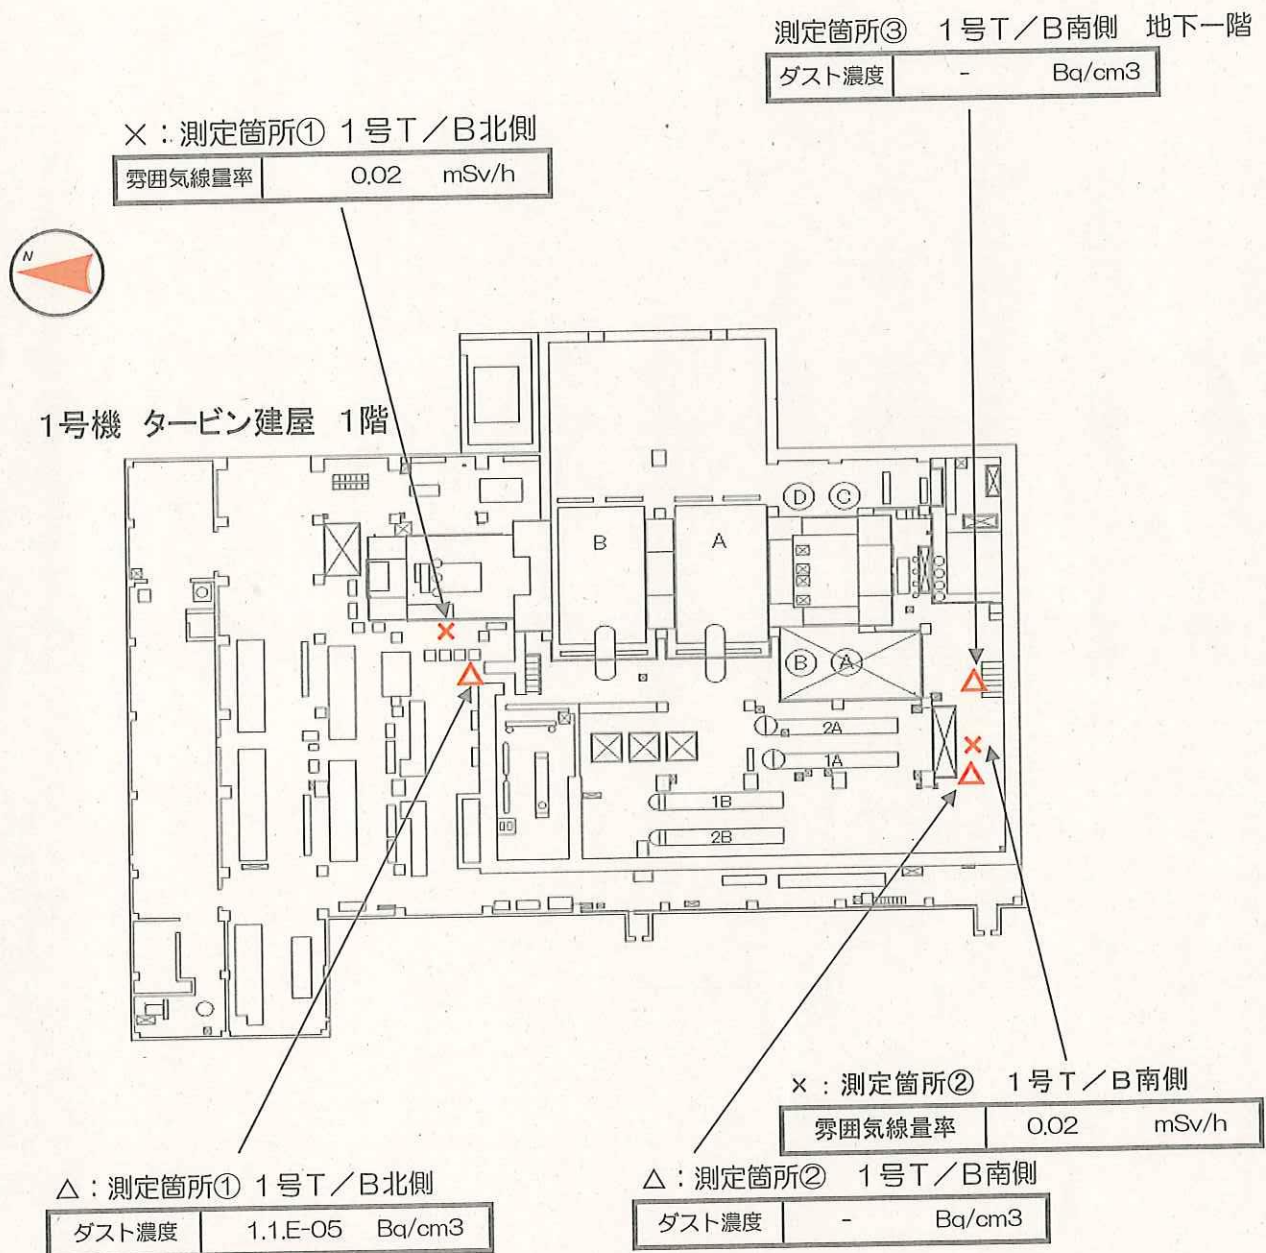 測定箇所③ 1号T/B南側 地下一階
ダスト濃度 - Bq/cm3
×:測定箇所① 1号T/B北側
雰囲気線量率 0.02 mSv/h
N
1号機 タービン建屋 1階
D C
B A
B A
2A
1A
1B
2B
×:測定箇所② 1号T/B南側
雰囲気線量率 0.02 mSv/h
△:測定箇所① 1号T/B北側
ダスト濃度 1.1.E-05 Bq/cm3
△:測定箇所② 1号T/B南側
ダスト濃度 - Bq/cm3